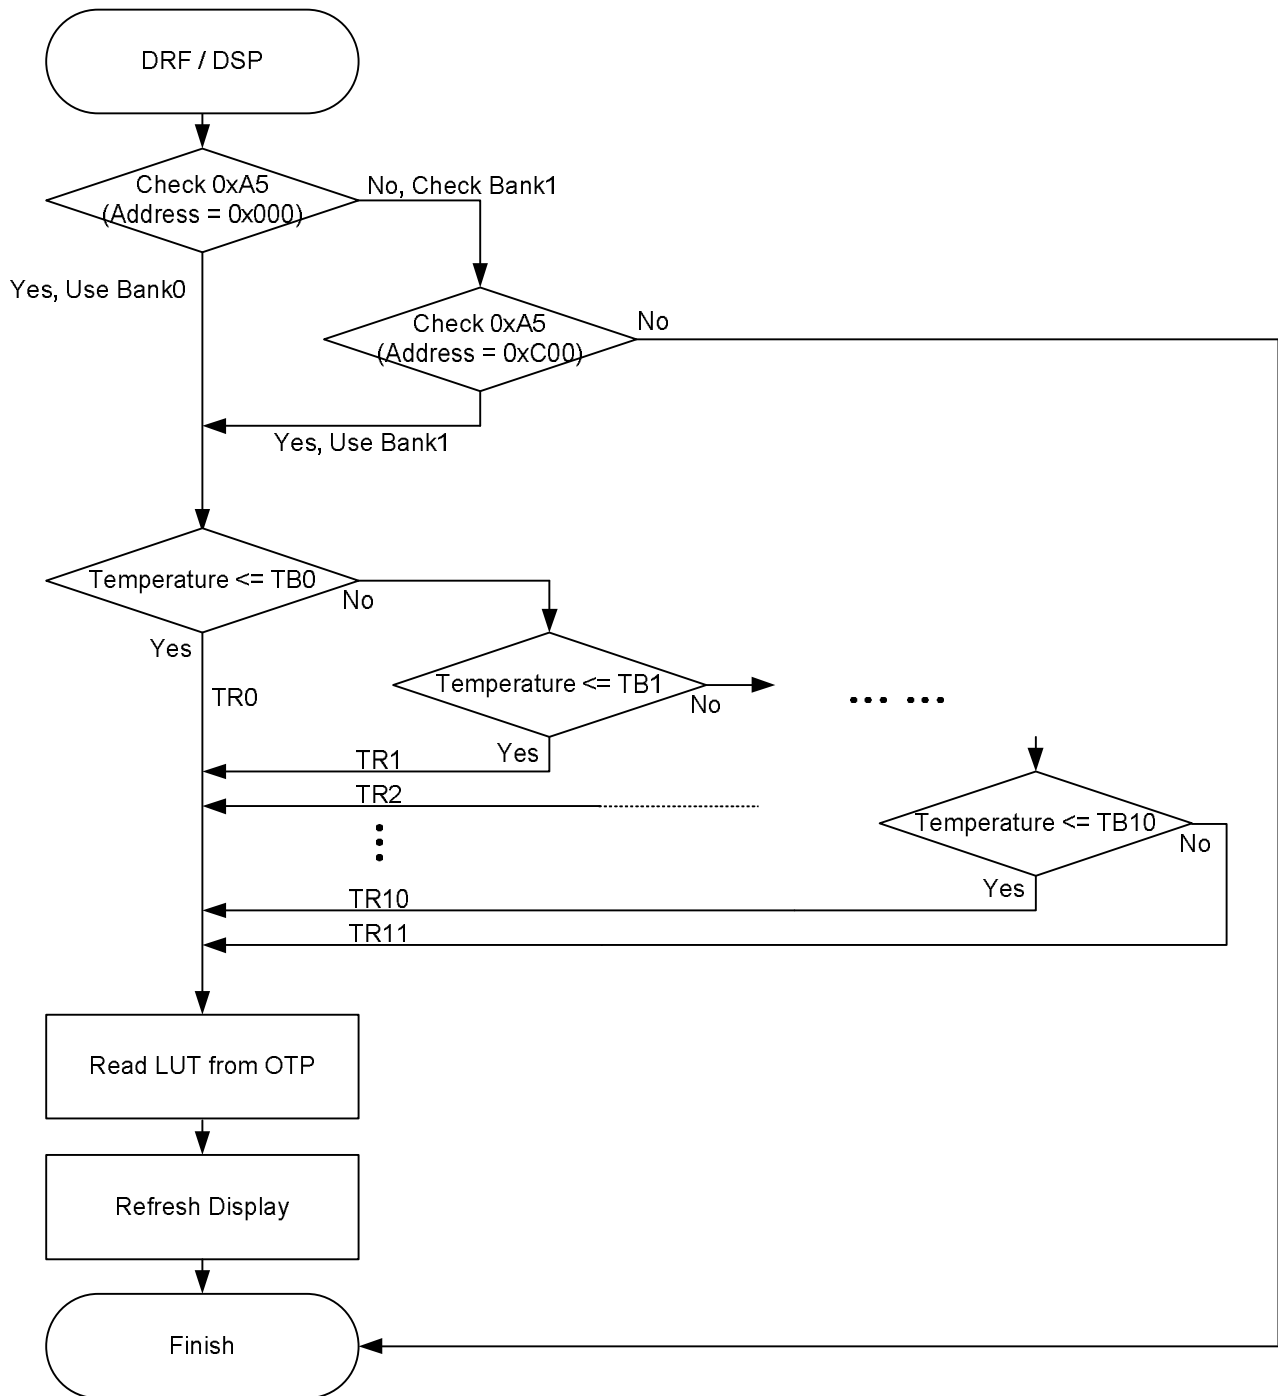 DRF / DSP
Check 0xA5
(Address = 0x000)
No, Check Bank1
Yes, Use Bank0
Check 0xA5
(Address = 0xC00)
No
Yes, Use Bank1
Temperature <= TB0
No
Yes
TR0
Temperature <= TB1
No
Yes
... ...
TR1
TR2
Temperature <= TB10
No
Yes
TR10
TR11
Read LUT from OTP
Refresh Display
Finish